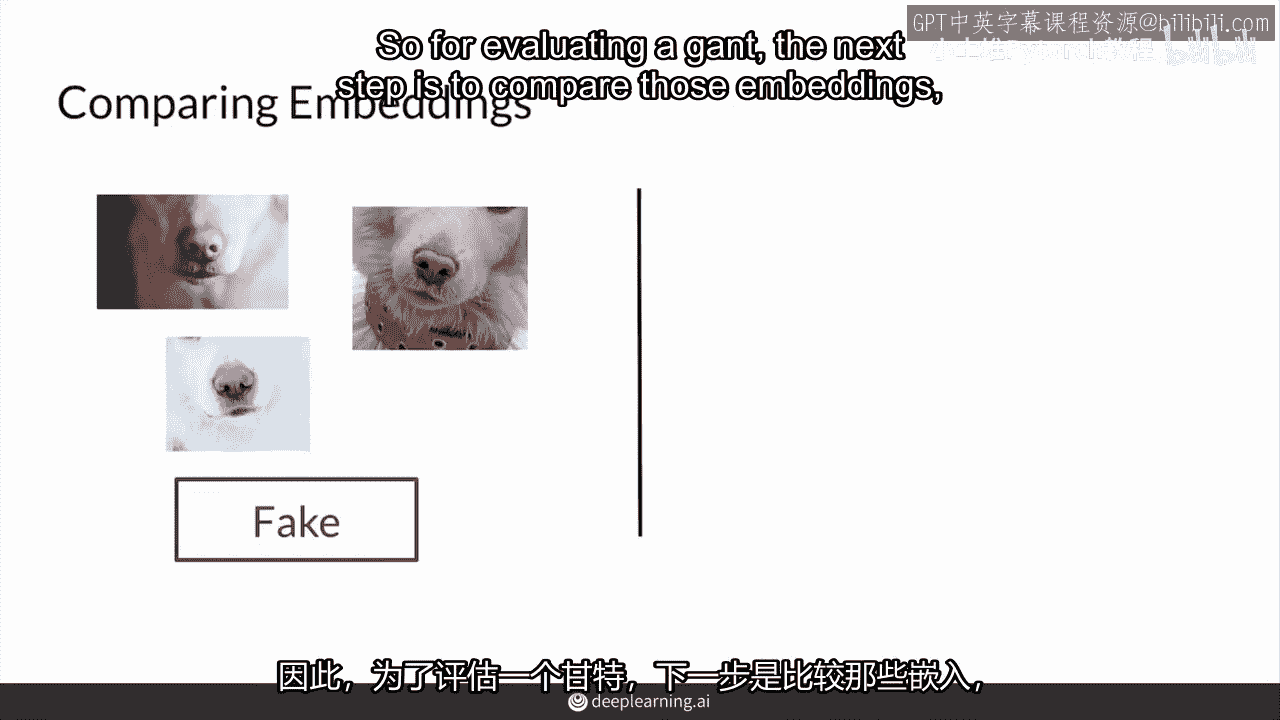 GPT中英字幕课程资源@bilibili.com
So for evaluating a gant, the next
step is to compare those embeddings,
Comparing Embeddings
Fake
因此，为了评估一个甘特，下一步是比较那些嵌入，
deeplearning.ai